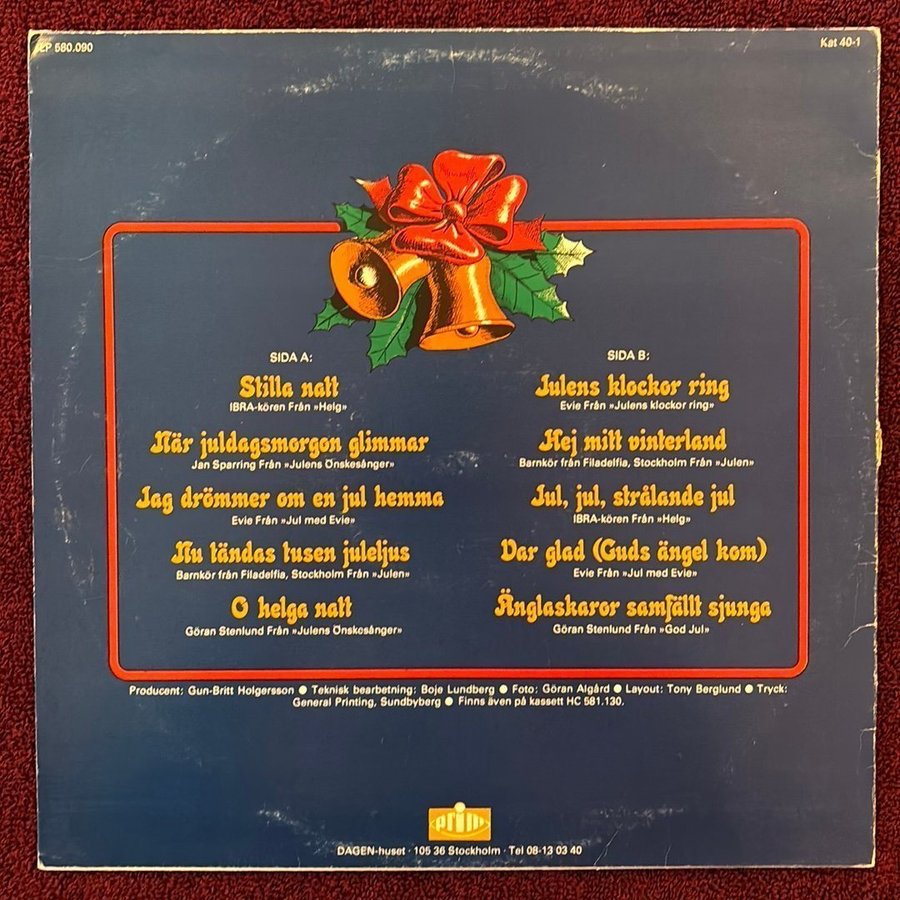 LP 580.090
Kat 40-1
SIDA A:
Stilla natt
IBRA-kören Från »Helg»
När juldagsmorgon glimmar
Jan Sparring Från »Julens Önskesånger»
Jag drömmer om en jul hemma
Evie Från »Jul med Evie»
Nu tändas tusen juleljus
Barnkör från Filadelfia, Stockholm Från »Julen»
O helga natt
Göran Stenlund Från »Julens Önskesånger»
SIDA B:
Julens klockor ring
Evie Från »Julens klockor ring»
Hej mitt vinterland
Barnkör från Filadelfia, Stockholm Från »Julen»
Jul, jul, strålande jul
IBRA-kören Från »Helg»
Var glad (Guds ängel kom)
Evie Från »Jul med Evie»
Änglaskaror samfällt sjunga
Göran Stenlund Från »God Jul»
Producent: Gun-Britt Holgersson ● Teknisk bearbetning: Boje Lundberg ● Foto: Göran Algård ● Layout: Tony Berglund ● Tryck:
General Printing, Sundbyberg ● Finns även på kassett HC 581.130.
prim
DAGEN-huset · 105 36 Stockholm · Tel 08-13 03 40